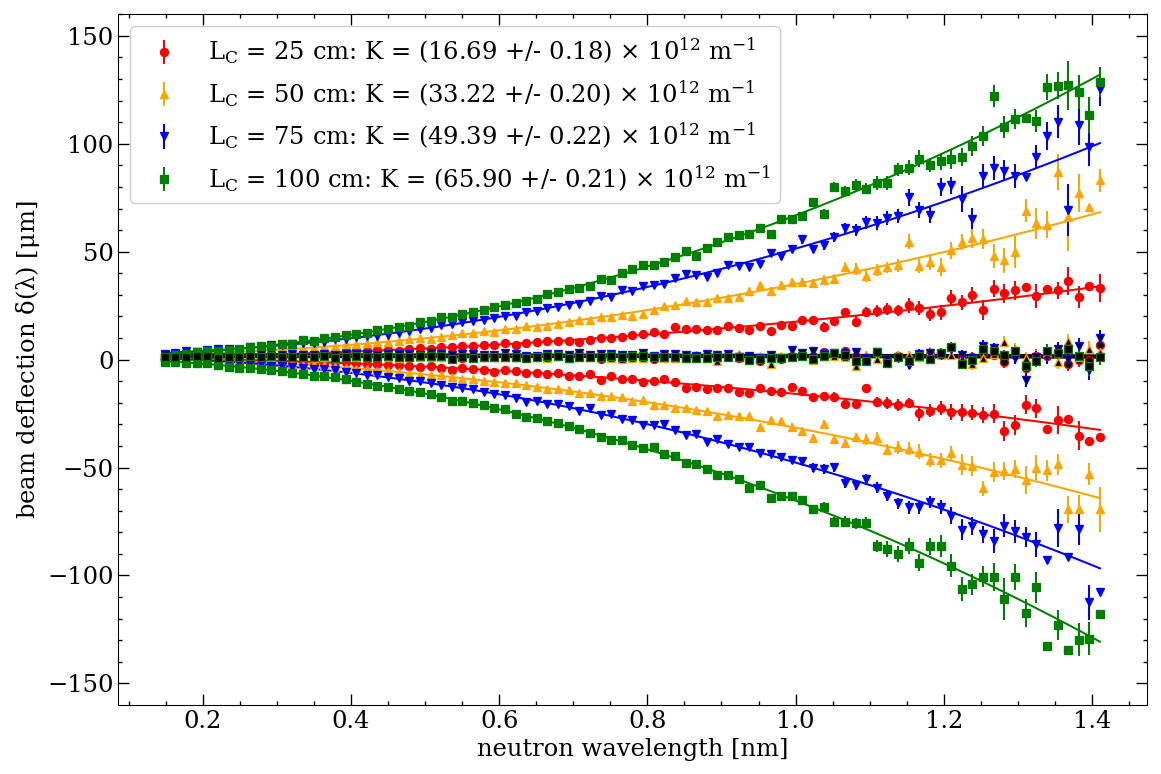 L_C = 25 cm: K = (16.69 +/- 0.18) × 10^12 m^−1
L_C = 50 cm: K = (33.22 +/- 0.20) × 10^12 m^−1
L_C = 75 cm: K = (49.39 +/- 0.22) × 10^12 m^−1
L_C = 100 cm: K = (65.90 +/- 0.21) × 10^12 m^−1
beam deflection δ(λ) [µm]
150
100
50
0
−50
−100
−150
0.2 0.4 0.6 0.8 1.0 1.2 1.4
neutron wavelength [nm]